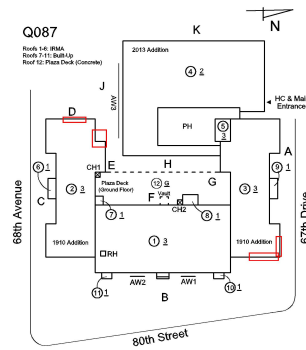 Q087
Roofs 1-6: IRMA
Roofs 7-11: Built-Up
Roof 12: Plaza Deck (Concrete)
K
N
2013 Addition
4 2
J
AW3
HC & Main
Entrance
D
PH
5
3
CH1
E
H
A
6 1
Plaza Deck
(Ground Floor)
12 G
G
9 1
2 3
Vault
F
CH2
3 3
C
7 1
8 1
68th Avenue
67th Drive
1910 Addition
1 3
1910 Addition
RH
11 1
AW2
AW1
10 1
B
80th Street